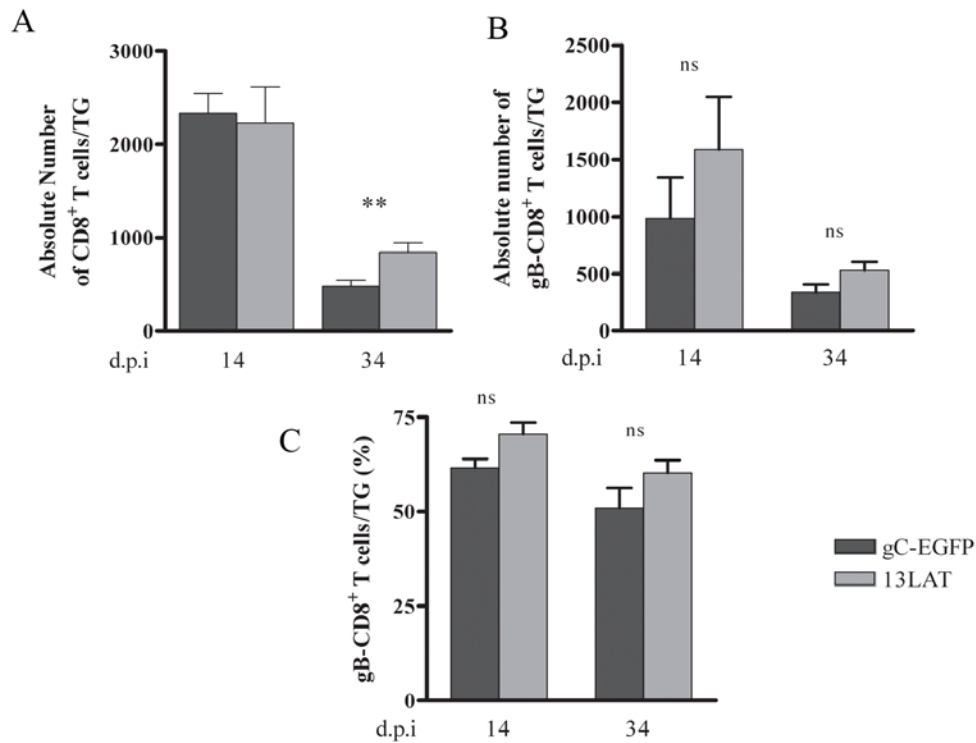 A
Absolute Number
of CD8+ T cells/TG
3000
2000
1000
0
**
d.p.i 14 34
B
Absolute number of
gB-CD8+ T cells/TG
2500
2000
1500
1000
500
0
ns
ns
d.p.i 14 34
C
gB-CD8+ T cells/TG (%)
75
50
25
0
ns
ns
d.p.i 14 34
gC-EGFP
13LAT